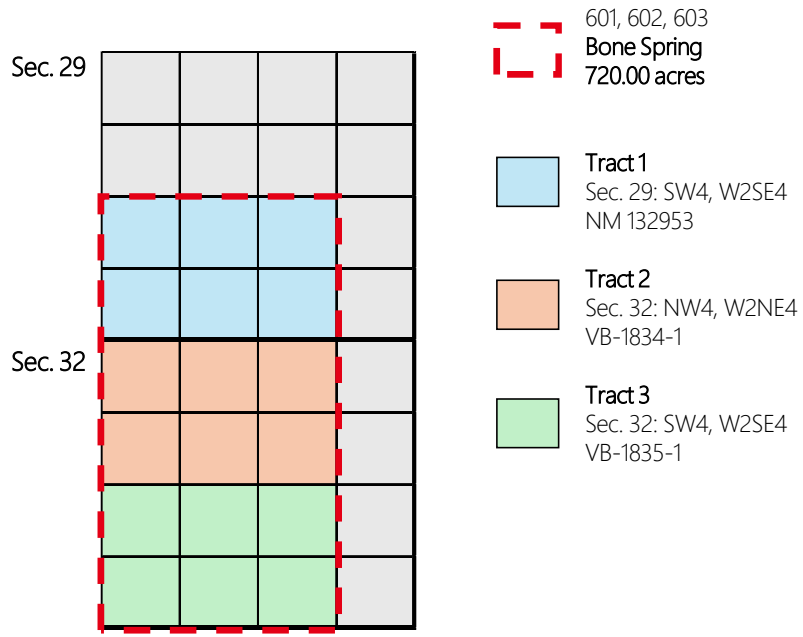 Sec. 29
Sec. 32
601, 602, 603
Bone Spring
720.00 acres
Tract 1
Sec. 29: SW4, W2SE4
NM 132953
Tract 2
Sec. 32: NW4, W2NE4
VB-1834-1
Tract 3
Sec. 32: SW4, W2SE4
VB-1835-1